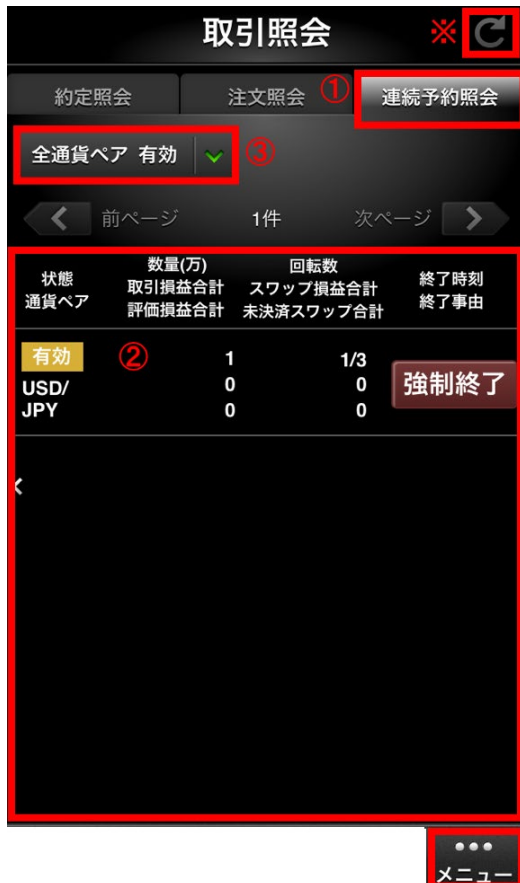 取引照会 ※
約定照会 注文照会 ① 連続予約照会
全通貨ペア 有効 ③
前ページ 1件 次ページ
状態 数量(万) 回転数 終了時刻
通貨ペア 取引損益合計 スワップ損益合計 終了事由
評価損益合計 未決済スワップ合計
有効 ② 1 1/3 強制終了
USD/ 0 0
JPY 0 0
メニュー